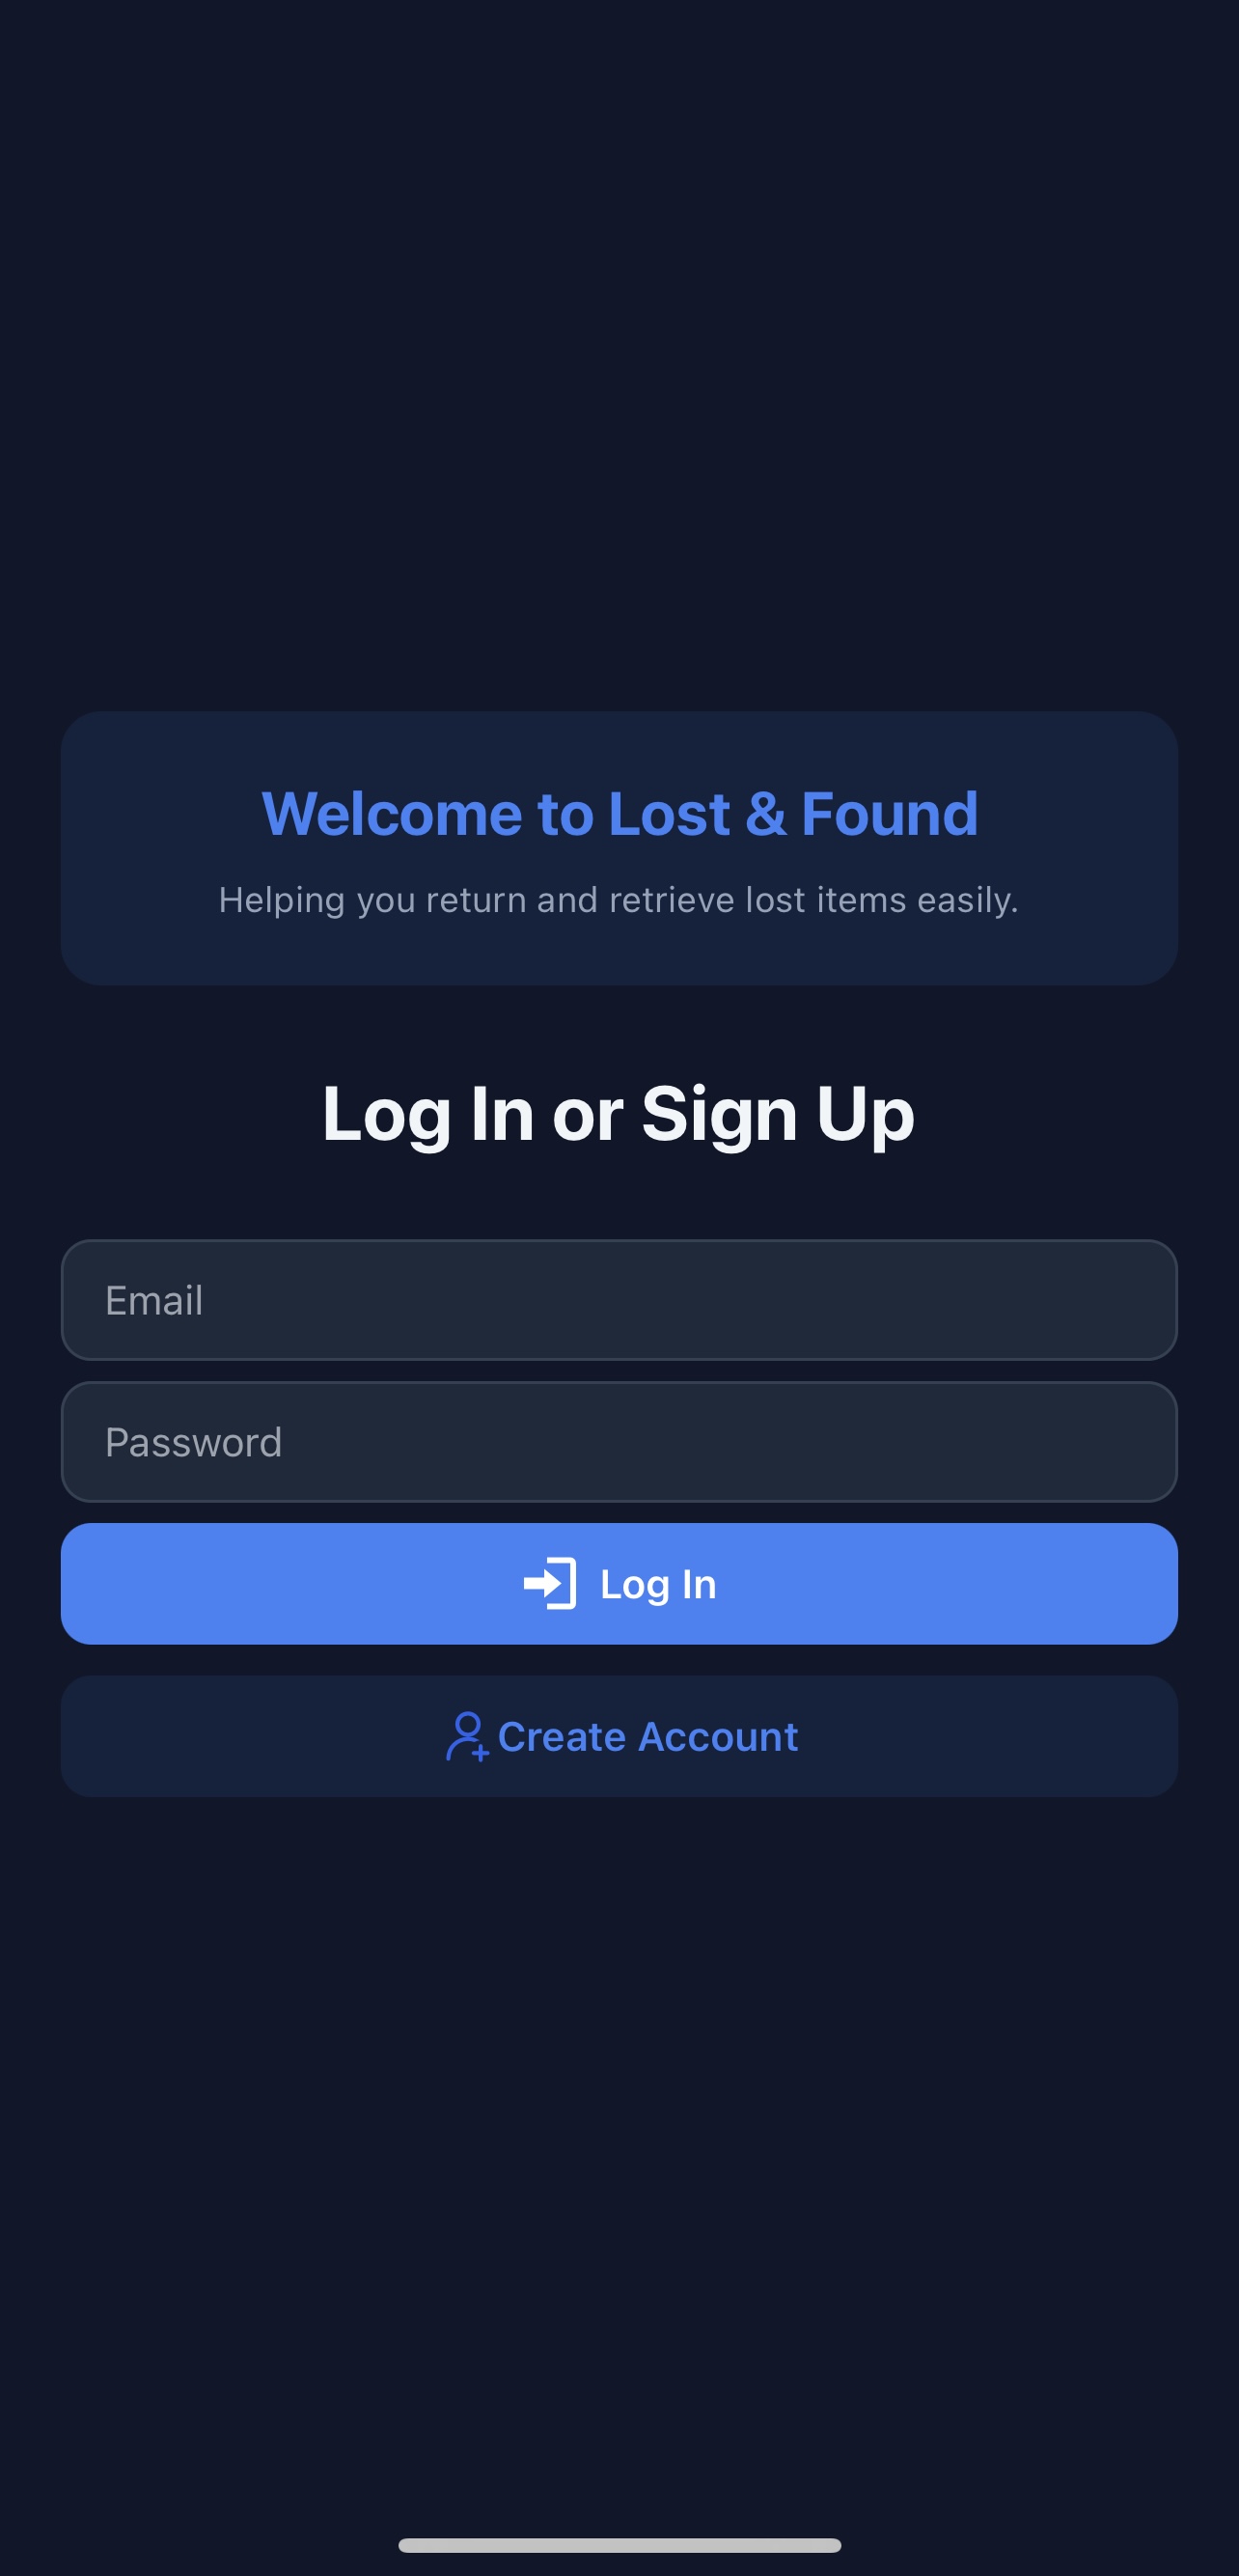 Welcome to Lost & Found
Helping you return and retrieve lost items easily.
Log In or Sign Up
Email
Password
Log In
Create Account